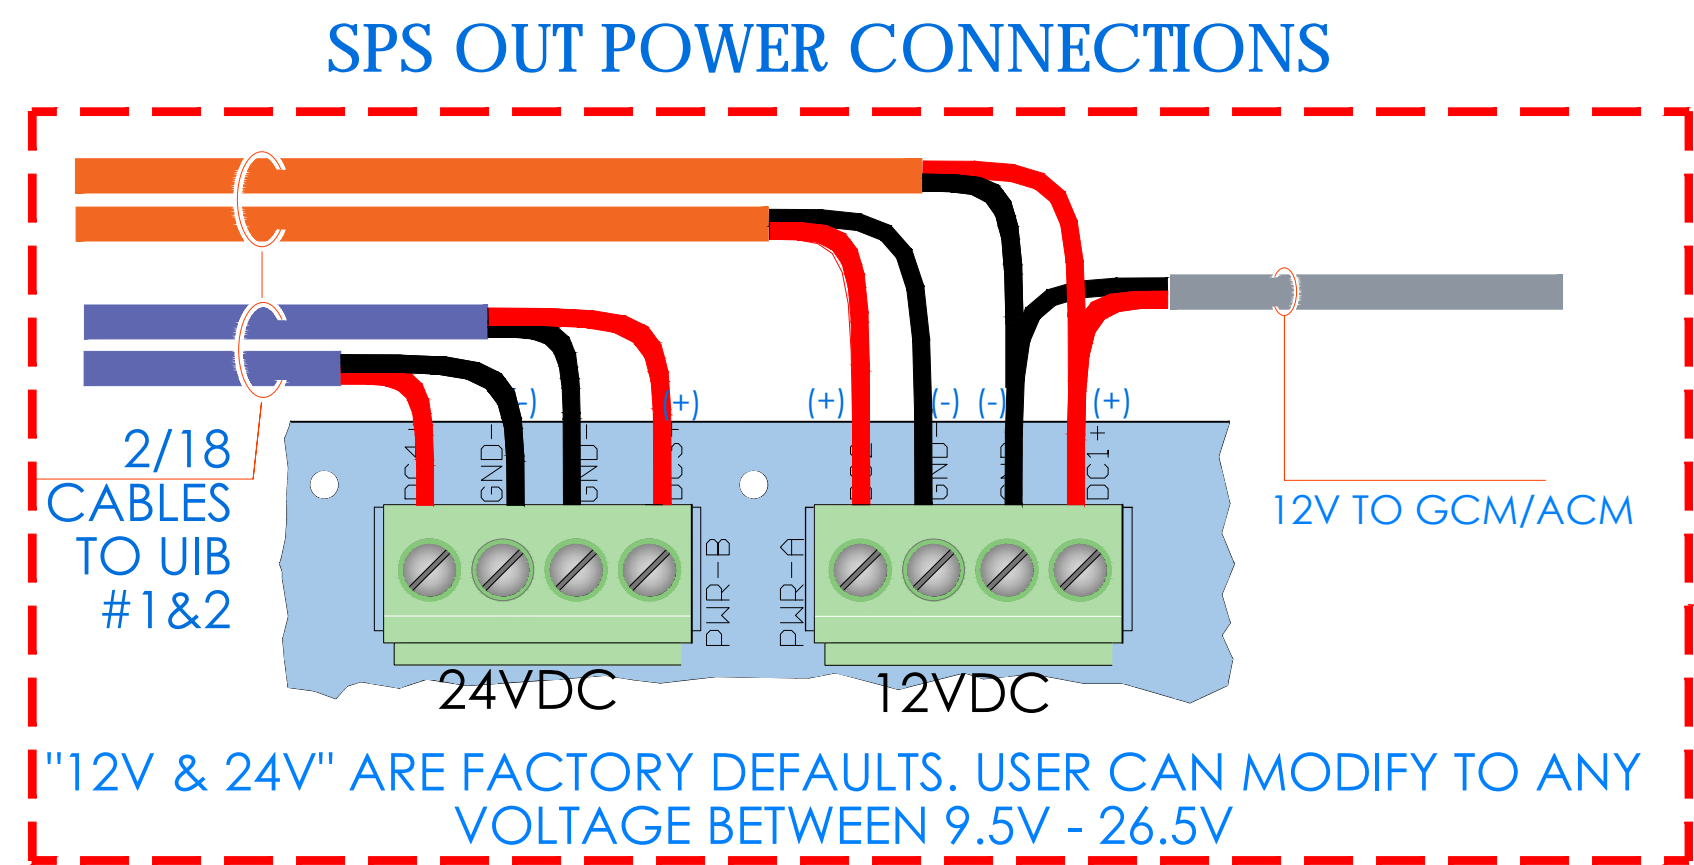 SPS OUT POWER CONNECTIONS
(+) (+) (-) (-) (+)
2/18
CABLES
TO UIB
#1&2
GND-
GND-
DC1+
12V TO GCM/ACM
PWR-B
PWR-A
24VDC
12VDC
"12V & 24V" ARE FACTORY DEFAULTS. USER CAN MODIFY TO ANY
VOLTAGE BETWEEN 9.5V - 26.5V